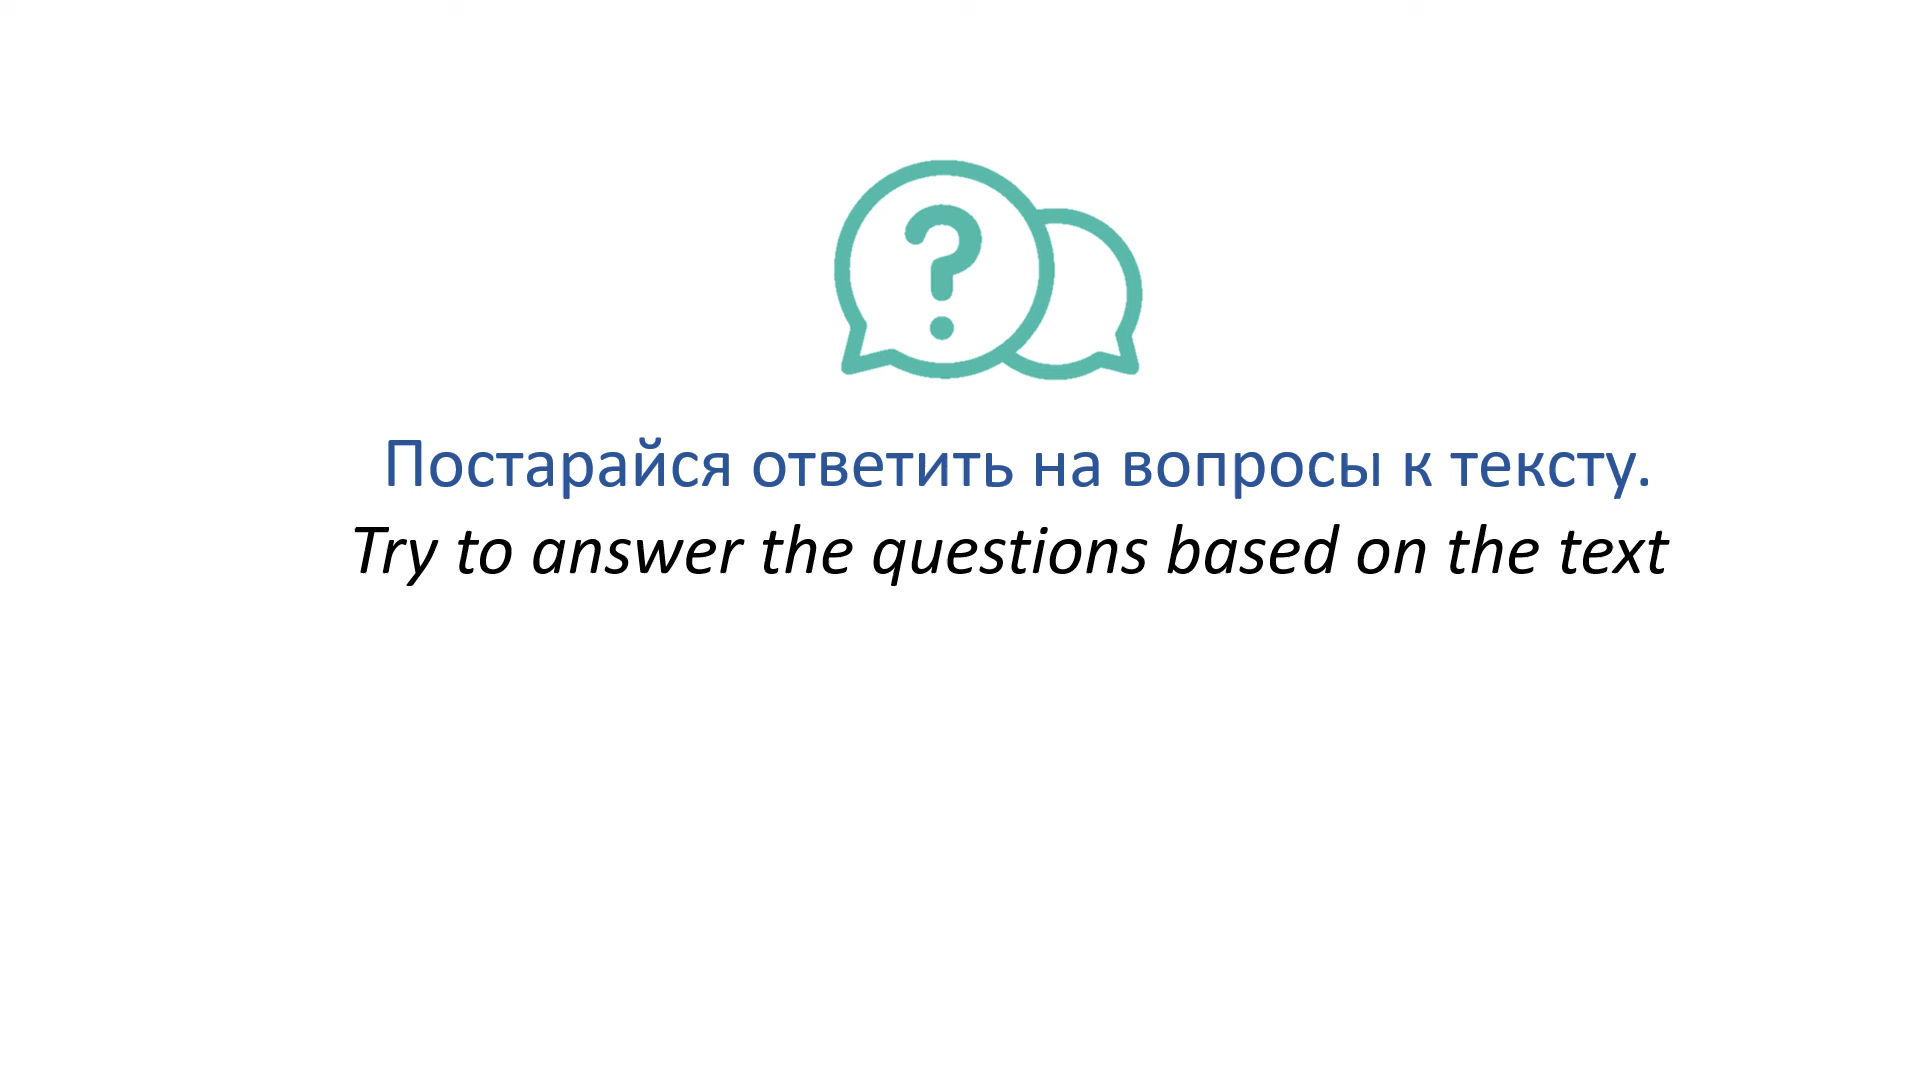 Постарайся ответить на вопросы к тексту.
Try to answer the questions based on the text